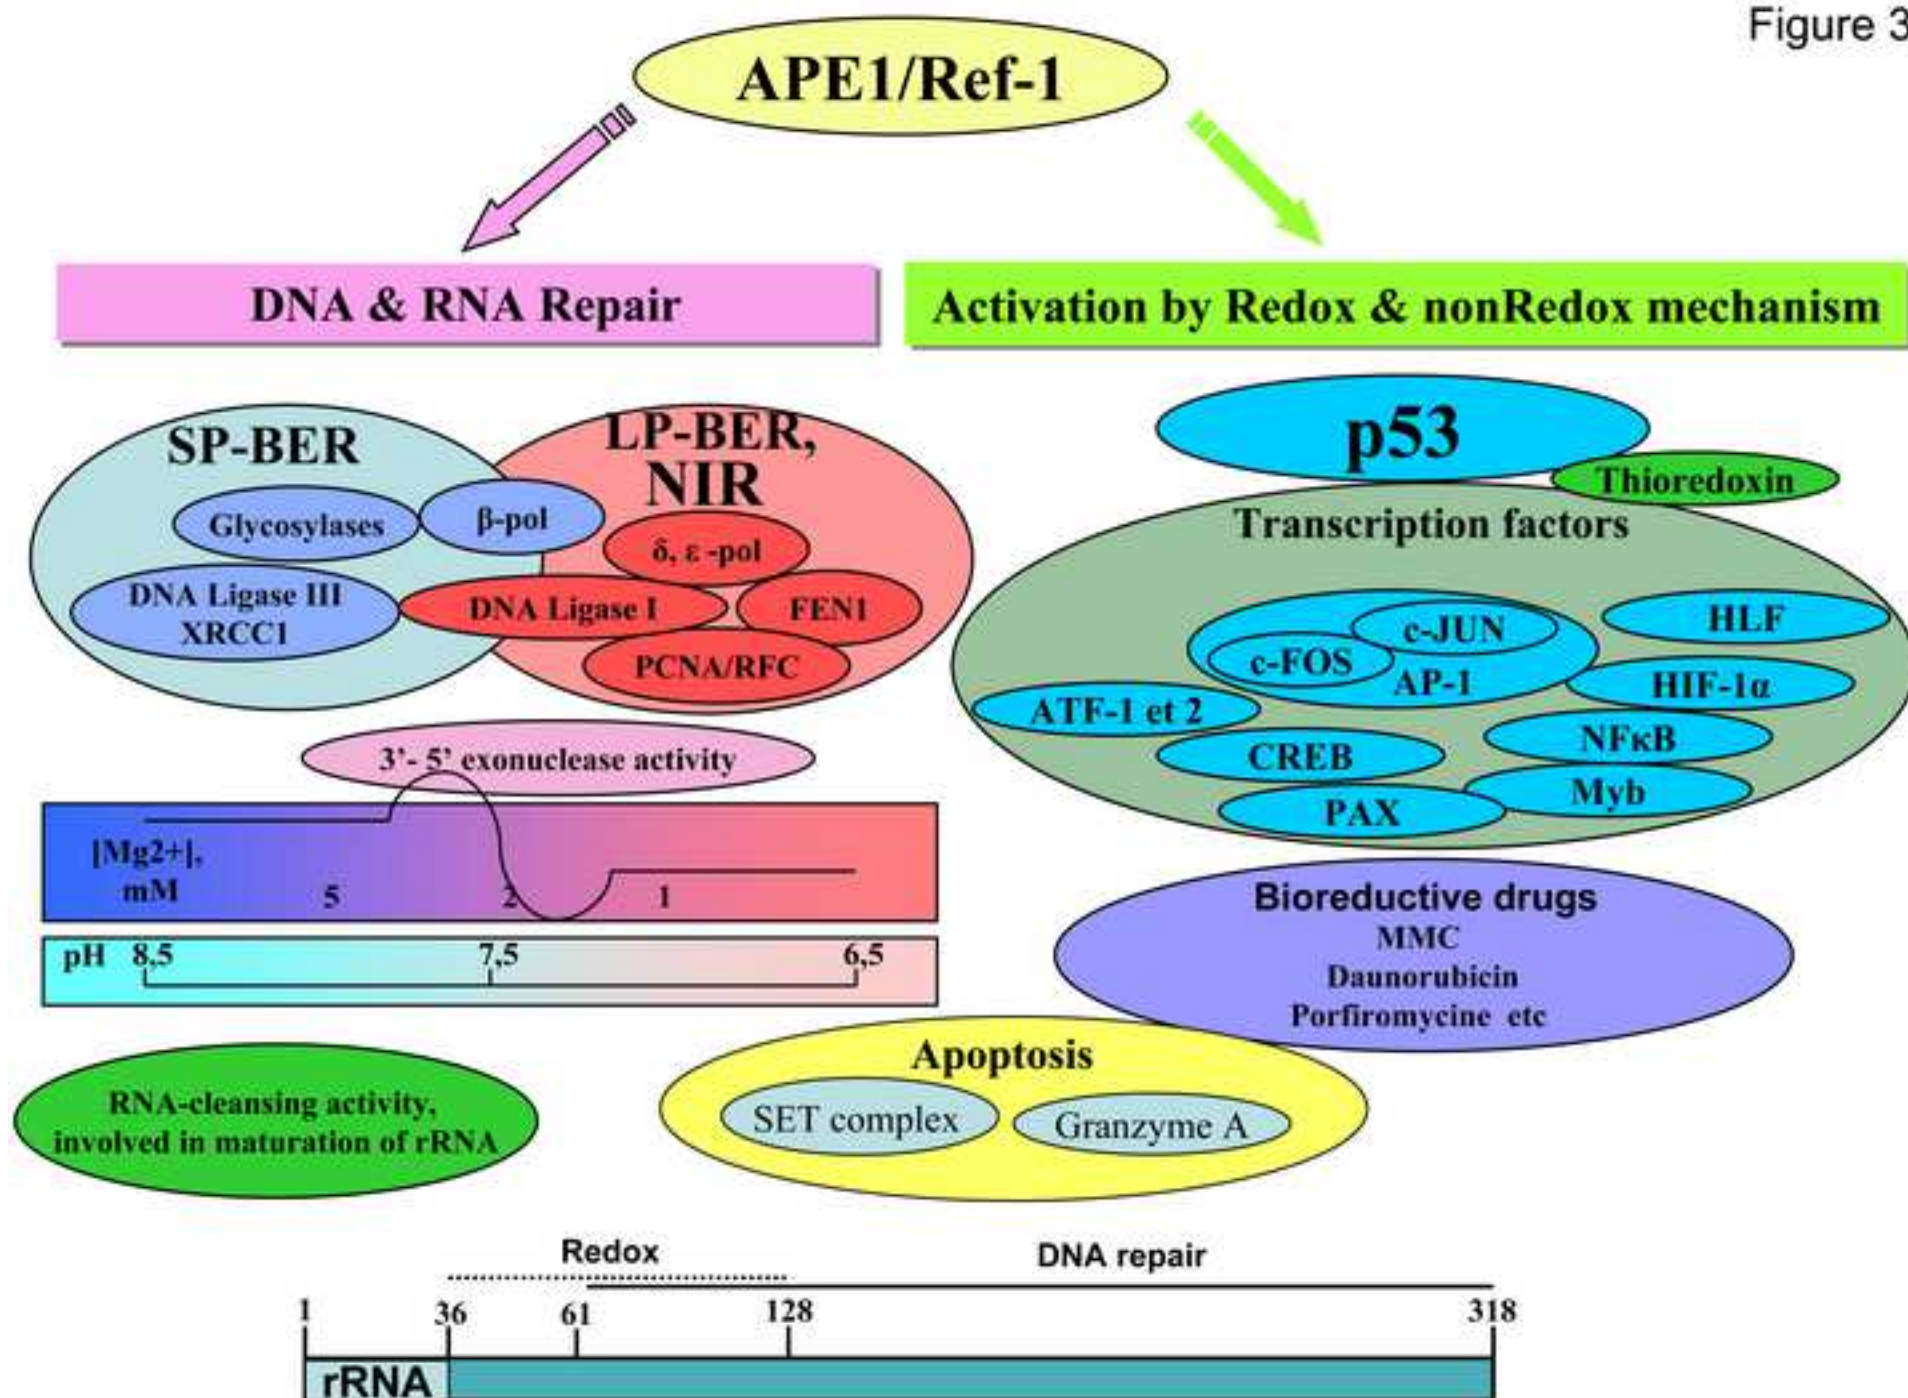 Figure 3
APE1/Ref-1
DNA & RNA Repair
Activation by Redox & nonRedox mechanism
SP-BER
LP-BER,
NIR
Glycosylases
β-pol
δ, ε -pol
DNA Ligase III
XRCC1
DNA Ligase I
FEN1
PCNA/RFC
3’- 5’ exonuclease activity
[Mg2+],
mM
5
2
1
pH
8,5
7,5
6,5
RNA-cleansing activity,
involved in maturation of rRNA
p53
Thioredoxin
Transcription factors
c-JUN
c-FOS
AP-1
HLF
HIF-1α
ATF-1 et 2
CREB
NFκB
Myb
PAX
Bioreductive drugs
MMC
Daunorubicin
Porfiromycine etc
Apoptosis
SET complex
Granzyme A
Redox
DNA repair
1
36
61
128
318
rRNA